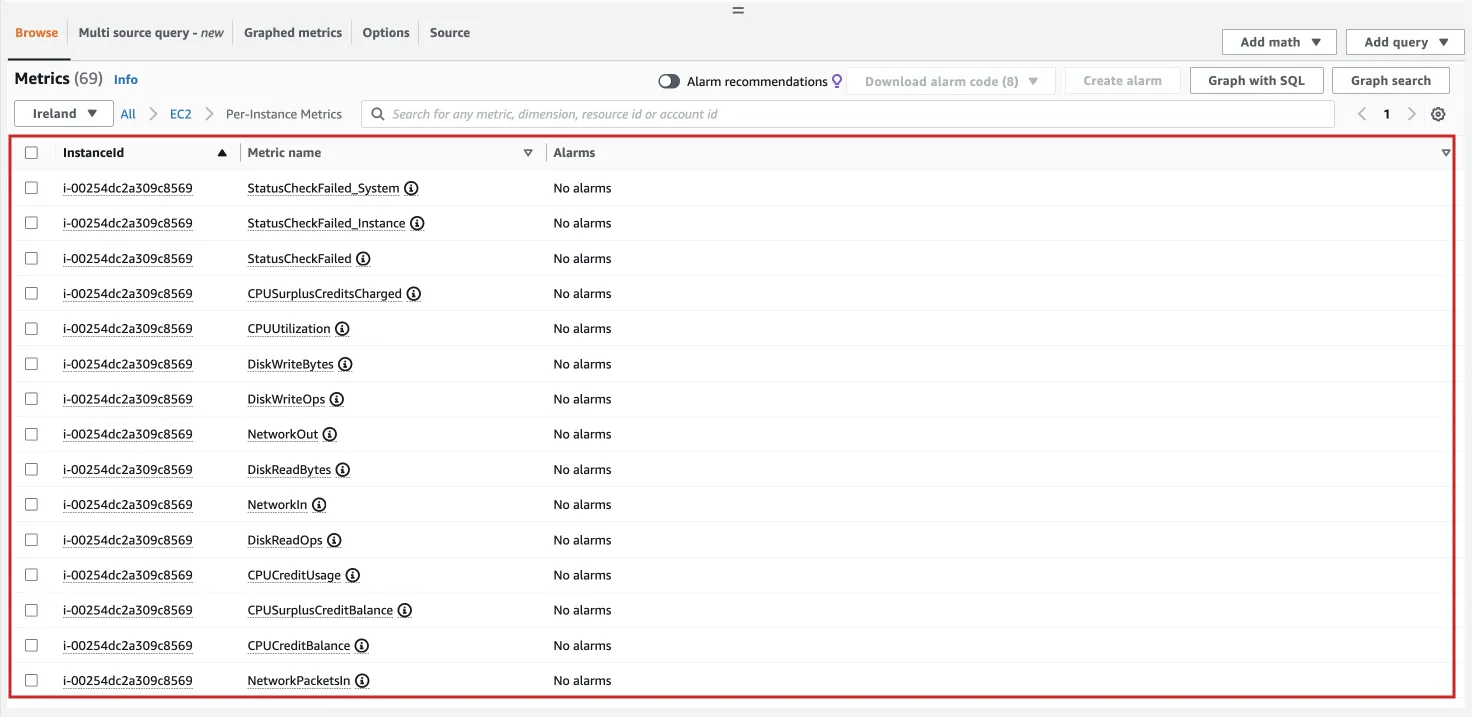 Browse Multi source query - new Graphed metrics Options Source
Add math Add query
Metrics (69) Info
Alarm recommendations Download alarm code (8) Create alarm Graph with SQL Graph search
Ireland All EC2 Per-Instance Metrics Search for any metric, dimension, resource id or account id 1
InstanceId Metric name Alarms
i-00254dc2a309c8569 StatusCheckFailed_System No alarms
i-00254dc2a309c8569 StatusCheckFailed_Instance No alarms
i-00254dc2a309c8569 StatusCheckFailed No alarms
i-00254dc2a309c8569 CPUSurplusCreditsCharged No alarms
i-00254dc2a309c8569 CPUUtilization No alarms
i-00254dc2a309c8569 DiskWriteBytes No alarms
i-00254dc2a309c8569 DiskWriteOps No alarms
i-00254dc2a309c8569 NetworkOut No alarms
i-00254dc2a309c8569 DiskReadBytes No alarms
i-00254dc2a309c8569 NetworkIn No alarms
i-00254dc2a309c8569 DiskReadOps No alarms
i-00254dc2a309c8569 CPUCreditUsage No alarms
i-00254dc2a309c8569 CPUSurplusCreditBalance No alarms
i-00254dc2a309c8569 CPUCreditBalance No alarms
i-00254dc2a309c8569 NetworkPacketsIn No alarms